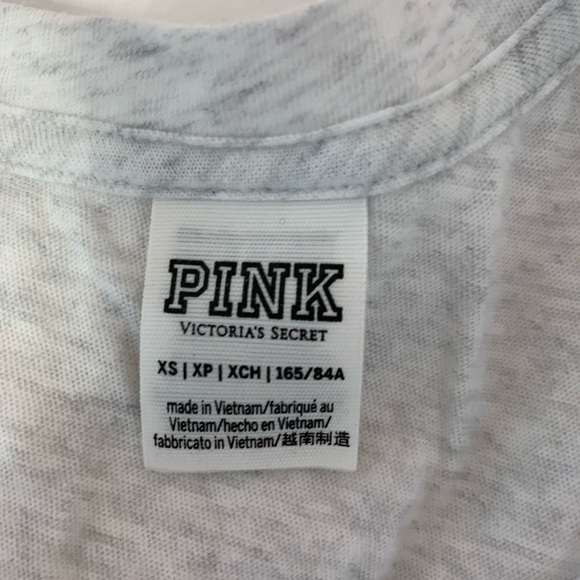 PINK
VICTORIA'S SECRET
XS | XP | XCH | 165/84A
made in Vietnam/fabriqué au
Vietnam/hecho en Vietnam/
fabbricato in Vietnam/越南制造